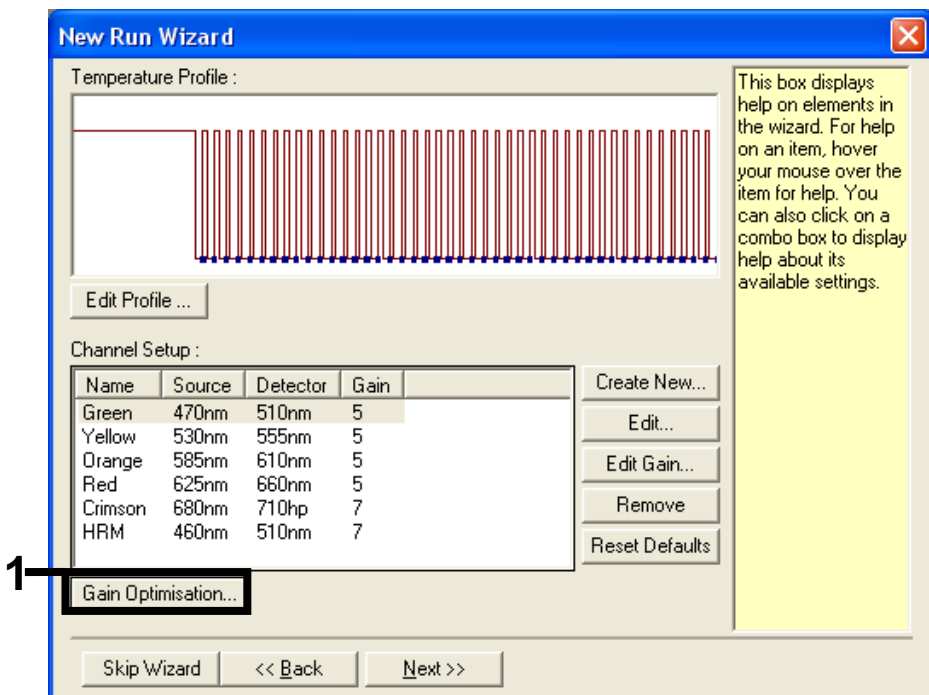 New Run Wizard
Temperature Profile :
This box displays
help on elements in
the wizard. For help
on an item, hover
your mouse over the
item for help. You
can also click on a
combo box to display
help about its
available settings.
Edit Profile ...
Channel Setup :
Name Source Detector Gain
Green 470nm 510nm 5
Yellow 530nm 555nm 5
Orange 585nm 610nm 5
Red 625nm 660nm 5
Crimson 680nm 710hp 7
HRM 460nm 510nm 7
Create New...
Edit...
Edit Gain...
Remove
Reset Defaults
1
Gain Optimisation...
Skip Wizard << Back Next >>